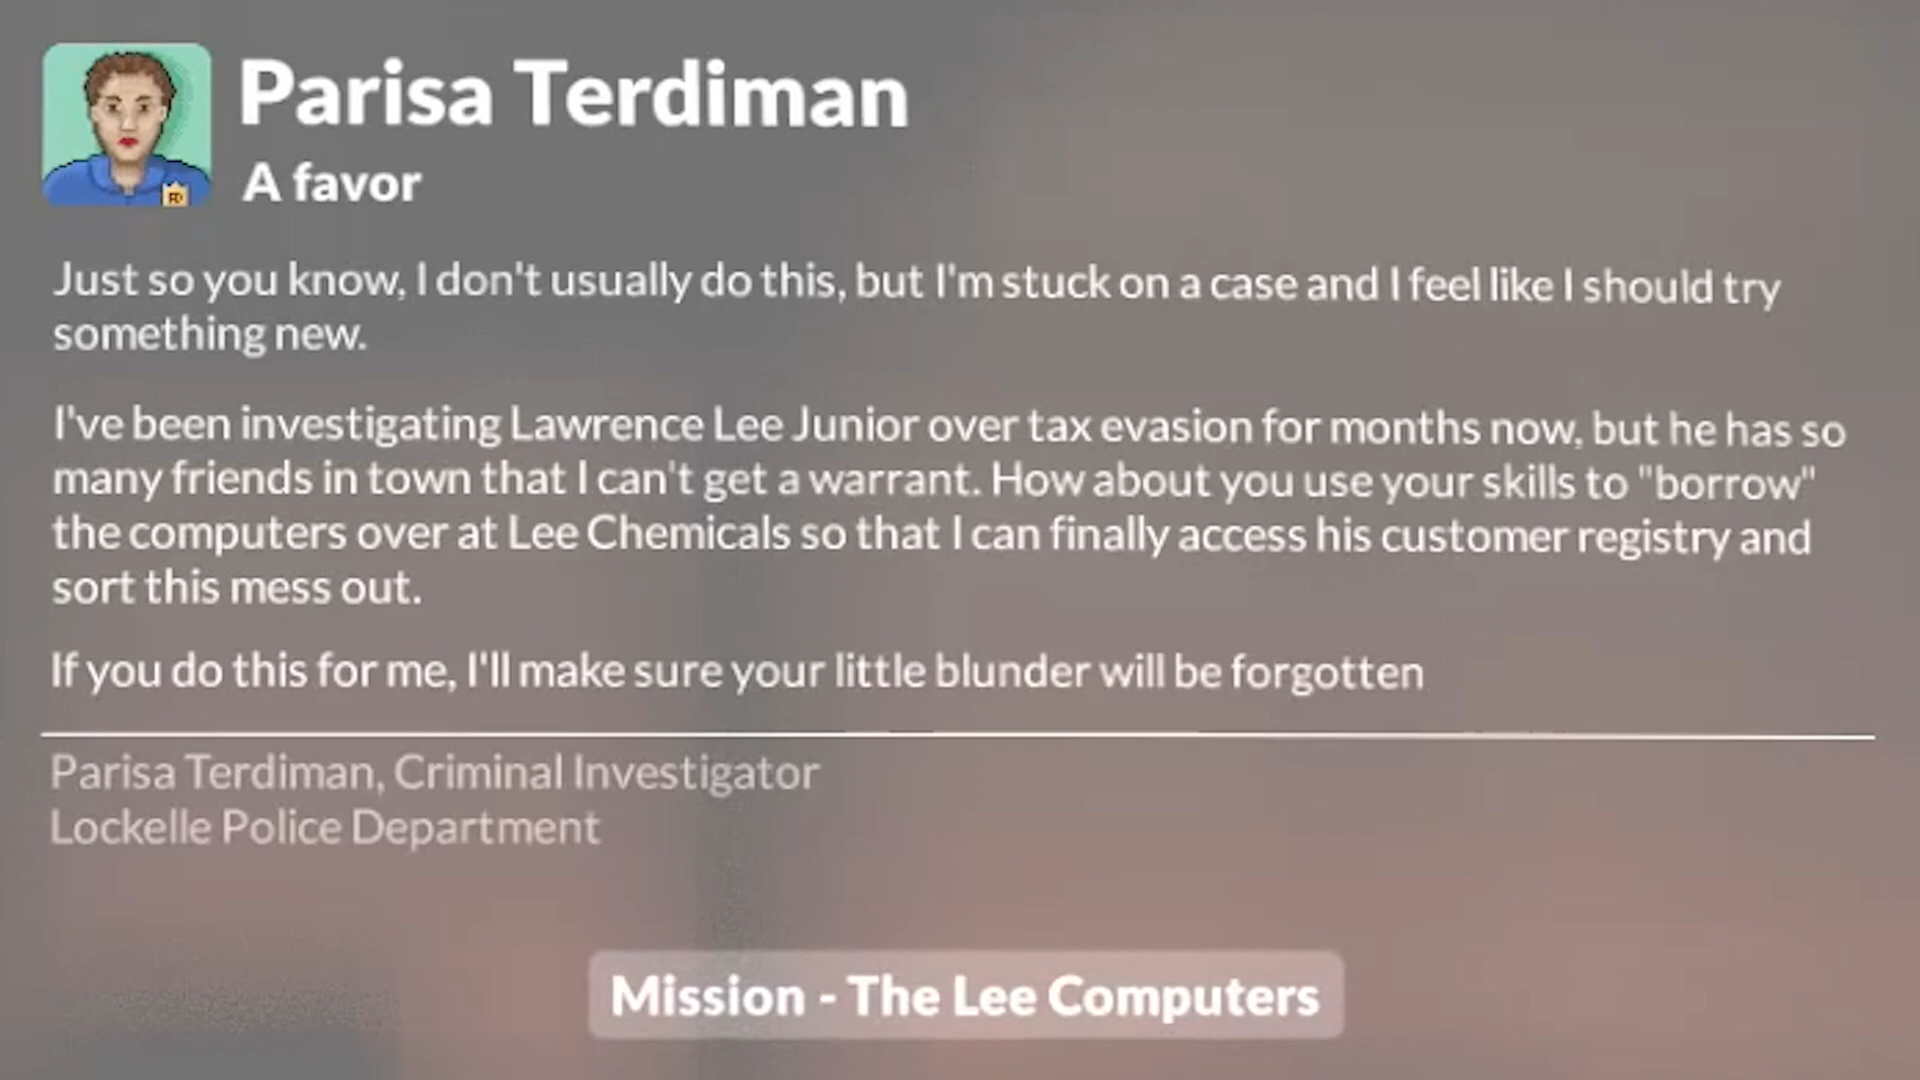 Parisa Terdiman
A favor
Just so you know, I don't usually do this, but I'm stuck on a case and I feel like I should try
something new.
I've been investigating Lawrence Lee Junior over tax evasion for months now, but he has so
many friends in town that I can't get a warrant. How about you use your skills to "borrow"
the computers over at Lee Chemicals so that I can finally access his customer registry and
sort this mess out.
If you do this for me, I'll make sure your little blunder will be forgotten
Parisa Terdiman, Criminal Investigator
Lockelle Police Department
Mission - The Lee Computers